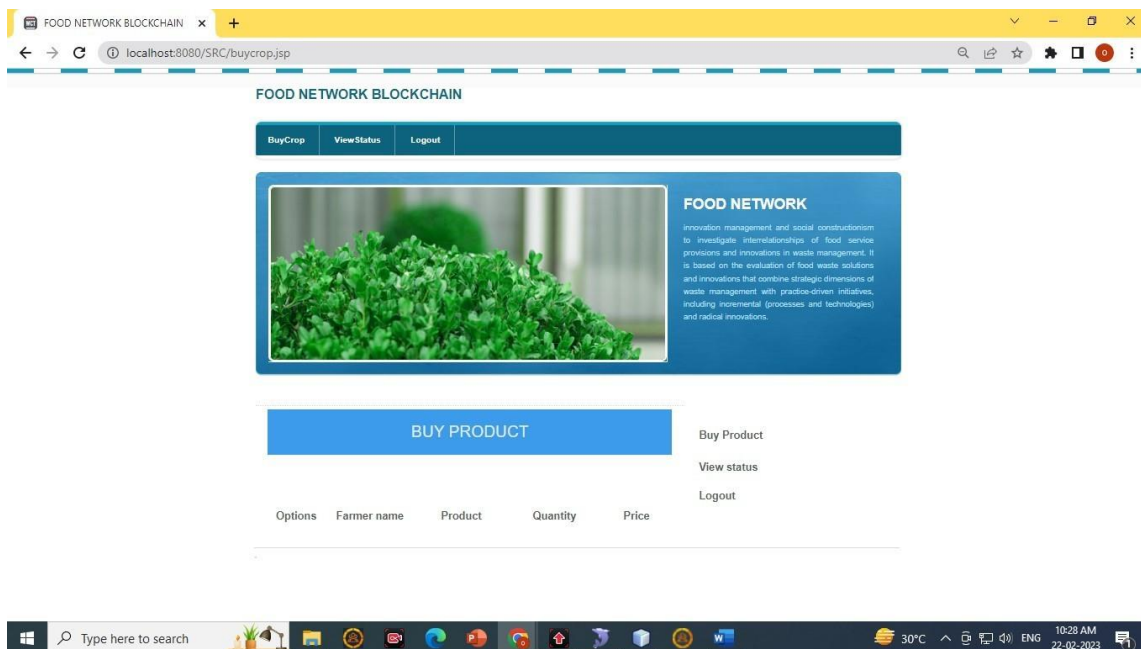 FOOD NETWORK BLOCKCHAIN
localhost:8080/SRC/buycrop.jsp
FOOD NETWORK BLOCKCHAIN
BuyCrop ViewStatus Logout
FOOD NETWORK
innovation management and social constructionism
to investigate interrelationships of food service
provisions and innovations in waste management. It
is based on the evaluation of food waste solutions
and innovations that combine strategic dimensions of
waste management with practice-driven initiatives,
including incremental (processes and technologies)
and radical innovations.
BUY PRODUCT
Buy Product
View status
Logout
Options Farmer name Product Quantity Price
Type here to search
30°C ENG 10:28 AM
22-02-2023